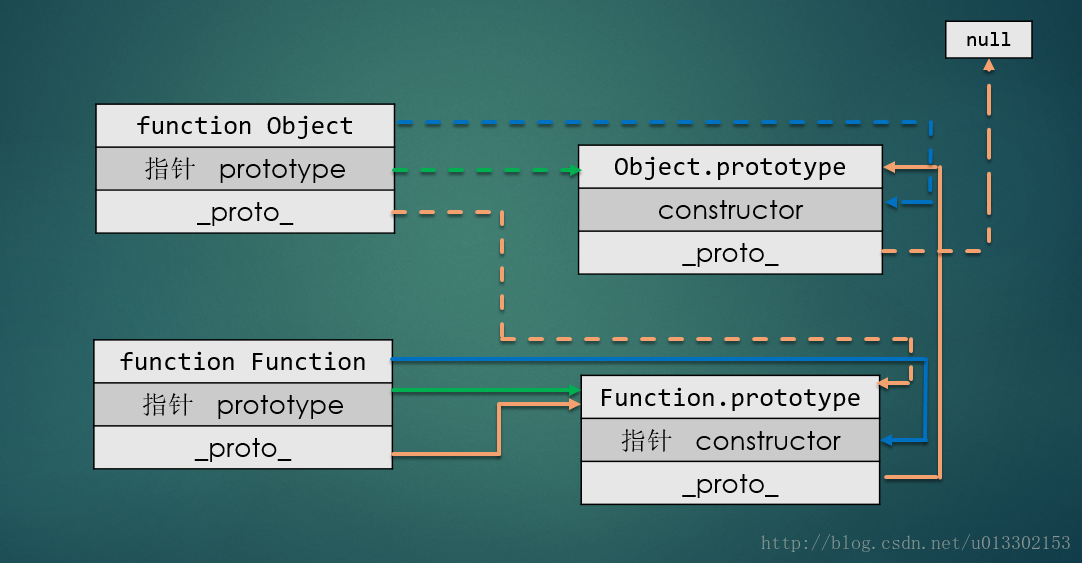 null
function Object
指针 prototype
_proto_
Object.prototype
constructor
_proto_
function Function
指针 prototype
_proto_
Function.prototype
指针 constructor
_proto_
http://blog.csdn.net/u013302153